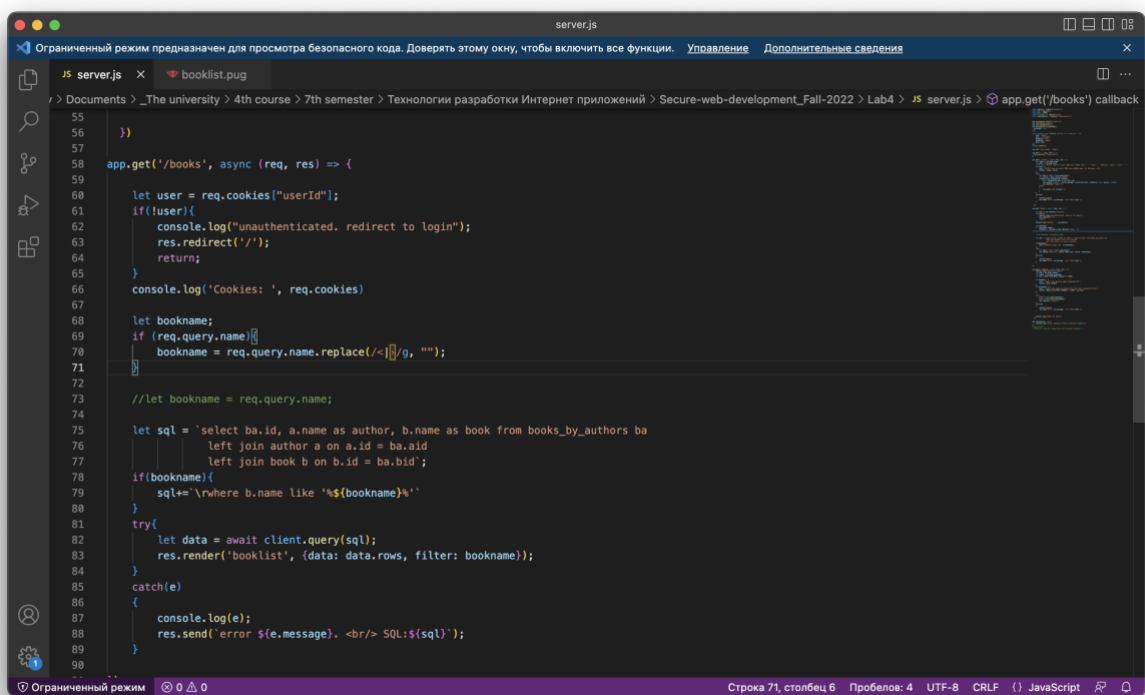 server.js
Ограниченный режим предназначен для просмотра безопасного кода. Доверять этому окну, чтобы включить все функции. Управление Дополнительные сведения
JS server.js
booklist.pug
> Documents > _The university > 4th course > 7th semester > Технологии разработки Интернет приложений > Secure-web-development_Fall-2022 > Lab4 > JS server.js > app.get('/books') callback
55
56 })
57
58 app.get('/books', async (req, res) => {
59
60 let user = req.cookies["userId"];
61 if(!user){
62 console.log("unauthenticated. redirect to login");
63 res.redirect('/');
64 return;
65 }
66 console.log('Cookies: ', req.cookies)
67
68 let bookname;
69 if (req.query.name){
70 bookname = req.query.name.replace(/<|>/g, "");
71 }
72
73 //let bookname = req.query.name;
74
75 let sql = `select ba.id, a.name as author, b.name as book from books_by_authors ba
76 left join author a on a.id = ba.aid
77 left join book b on b.id = ba.bid`;
78 if(bookname){
79 sql+=`\rwhere b.name like '%${bookname}%'`
80 }
81 try{
82 let data = await client.query(sql);
83 res.render('booklist', {data: data.rows, filter: bookname});
84 }
85 catch(e)
86 {
87 console.log(e);
88 res.send(`error ${e.message}. <br/> SQL:${sql}`);
89 }
90
1
Ограниченный режим 0 0 Строка 71, столбец 6 Пробелов: 4 UTF-8 CRLF {} JavaScript